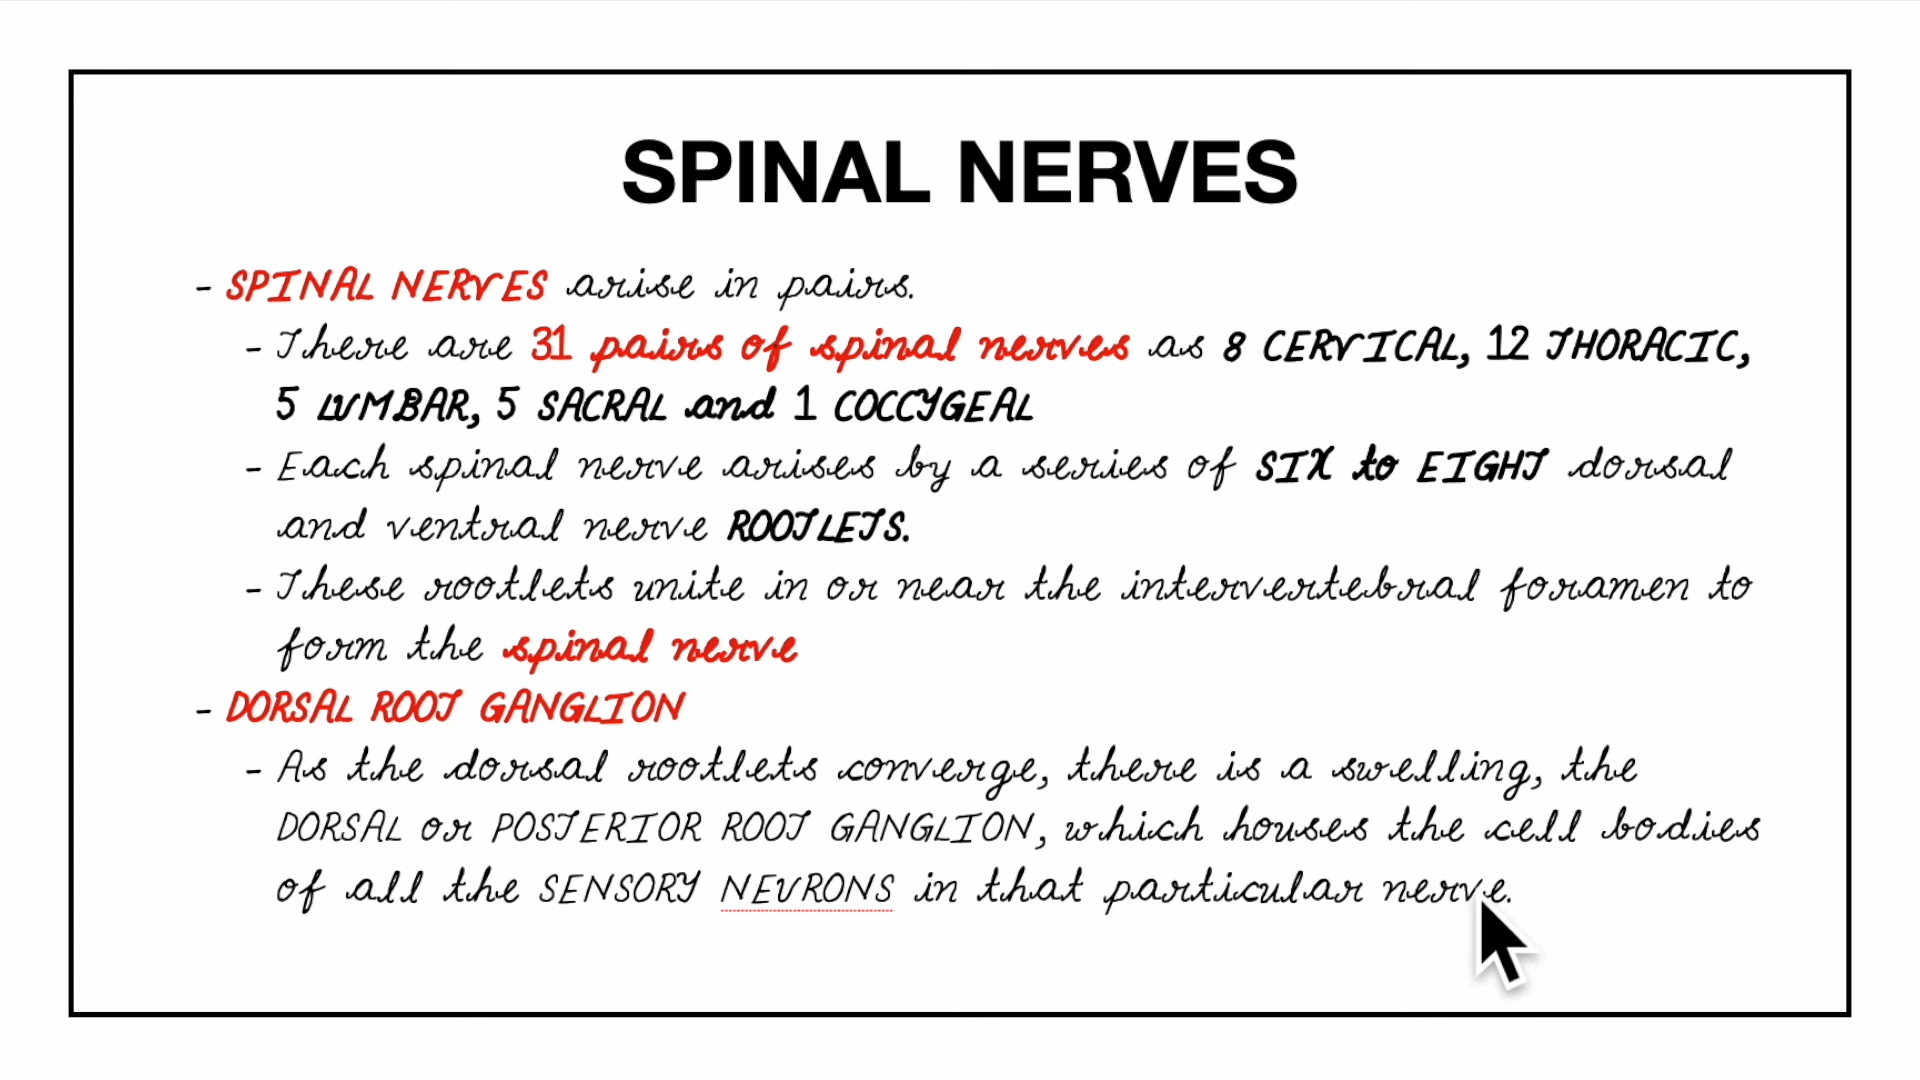 SPINAL NERVES
- SPINAL NERVES arise in pairs.
- There are 31 pairs of spinal nerves as 8 CERVICAL, 12 THORACIC,
5 LUMBAR, 5 SACRAL and 1 COCCYGEAL
- Each spinal nerve arises by a series of SIX to EIGHT dorsal
and ventral nerve ROOTLETS.
- These rootlets unite in or near the intervertebral foramen to
form the spinal nerve
- DORSAL ROOT GANGLION
- As the dorsal rootlets converge, there is a swelling, the
DORSAL or POSTERIOR ROOT GANGLION, which houses the cell bodies
of all the SENSORY NEURONS in that particular nerve.